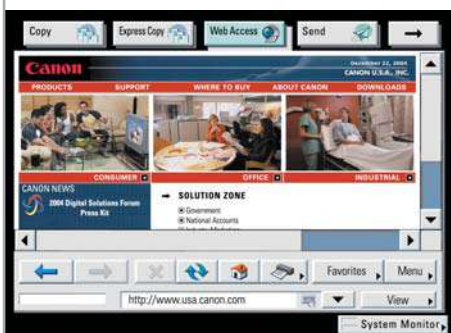 Copy Express Copy Web Access Send
Canon
December 22, 2004
CANON U.S.A., INC.
PRODUCTS SUPPORT WHERE TO BUY ABOUT CANON DOWNLOADS
CONSUMER OFFICE INDUSTRIAL
CANON NEWS
2004 Digital Solutions Forum
Press Kit
SOLUTION ZONE
Government
National Accounts
Favorites Menu
http://www.usa.canon.com View
System Monitor